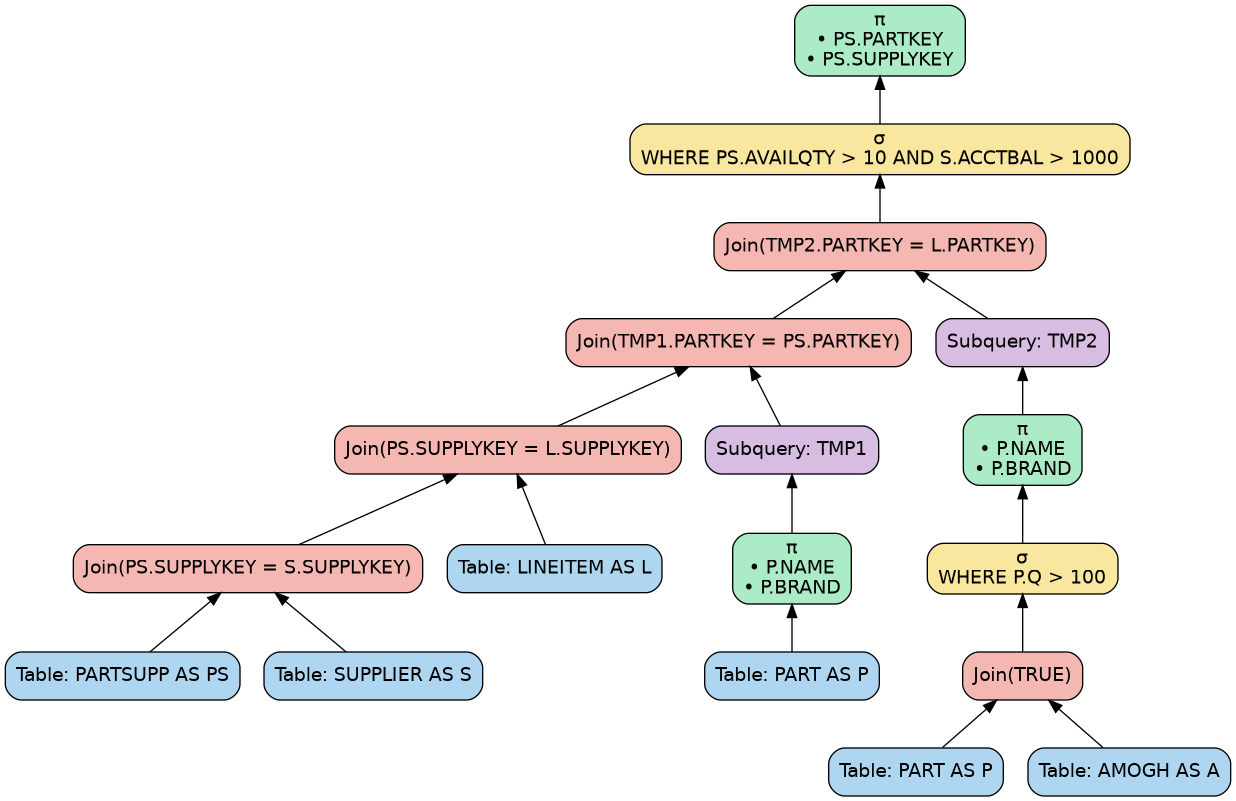 π
• PS.PARTKEY
• PS.SUPPLYKEY
σ
WHERE PS.AVAILQTY > 10 AND S.ACCTBAL > 1000
Join(TMP2.PARTKEY = L.PARTKEY)
Join(TMP1.PARTKEY = PS.PARTKEY)
Subquery: TMP2
Join(PS.SUPPLYKEY = L.SUPPLYKEY)
Subquery: TMP1
π
• P.NAME
• P.BRAND
Join(PS.SUPPLYKEY = S.SUPPLYKEY)
Table: LINEITEM AS L
π
• P.NAME
• P.BRAND
σ
WHERE P.Q > 100
Table: PARTSUPP AS PS
Table: SUPPLIER AS S
Table: PART AS P
Join(TRUE)
Table: PART AS P
Table: AMOGH AS A